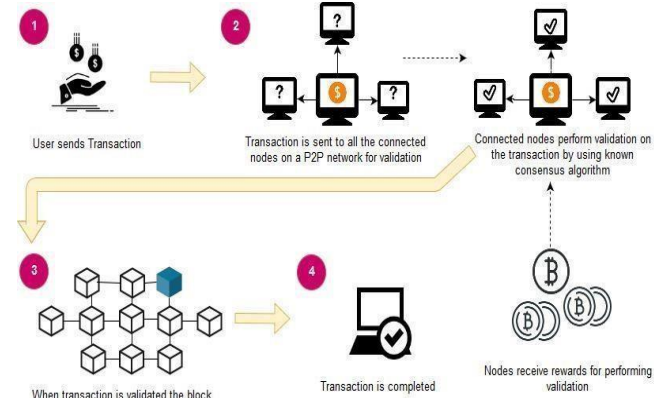 1
2
?
?
?
$
$
$
$
User sends Transaction
Transaction is sent to all the connected
nodes on a P2P network for validation
Connected nodes perform validation on
the transaction by using known
consensus algorithm
3
4
When transaction is validated the block
Transaction is completed
Nodes receive rewards for performing
validation